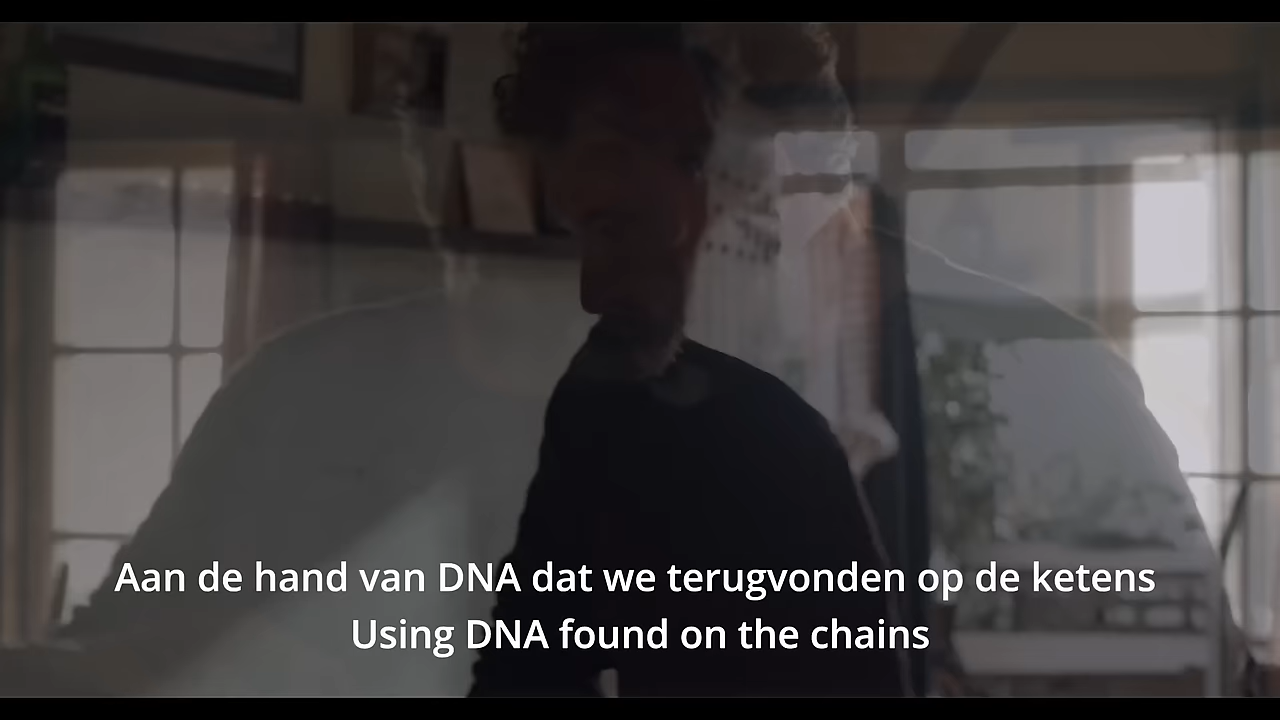 Aan de hand van DNA dat we terugvonden op de ketens
Using DNA found on the chains